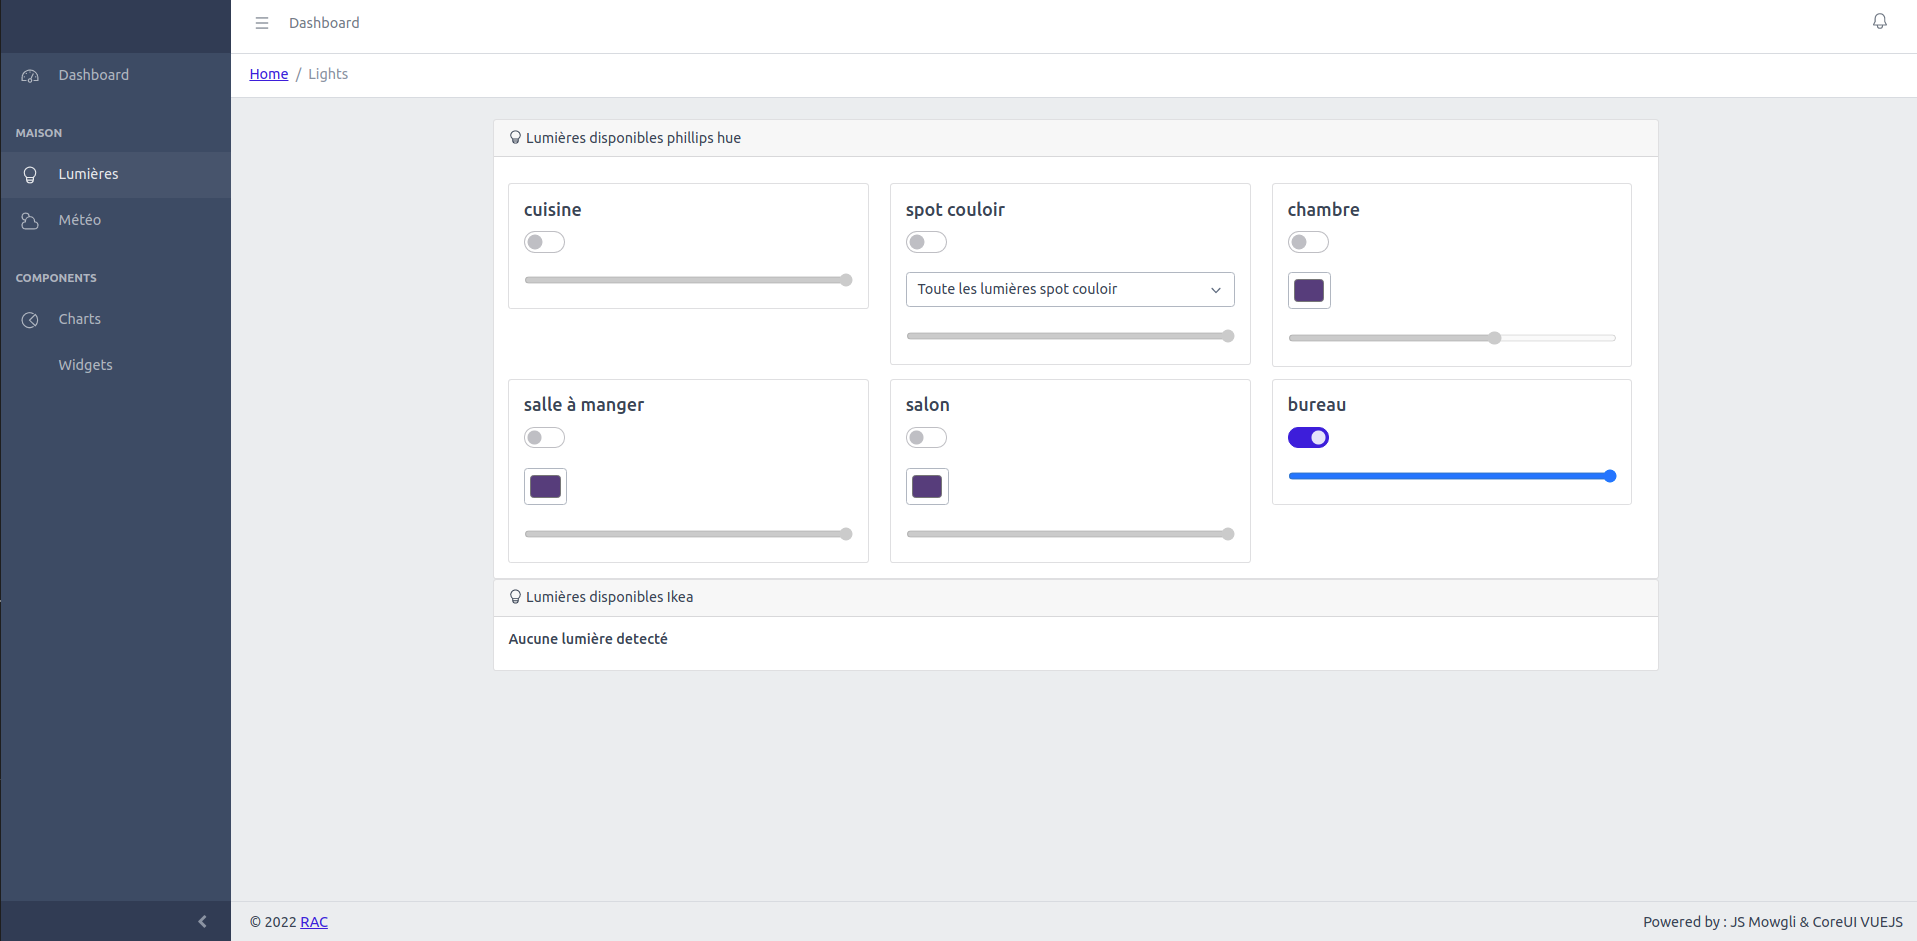 Dashboard
Dashboard
MAISON
Lumières
Météo
COMPONENTS
Charts
Widgets
Home / Lights
Lumières disponibles phillips hue
cuisine
spot couloir
Toute les lumières spot couloir
chambre
salle à manger
salon
bureau
Lumières disponibles Ikea
Aucune lumière detecté
© 2022 RAC
Powered by : JS Mowgli & CoreUI VUEJS